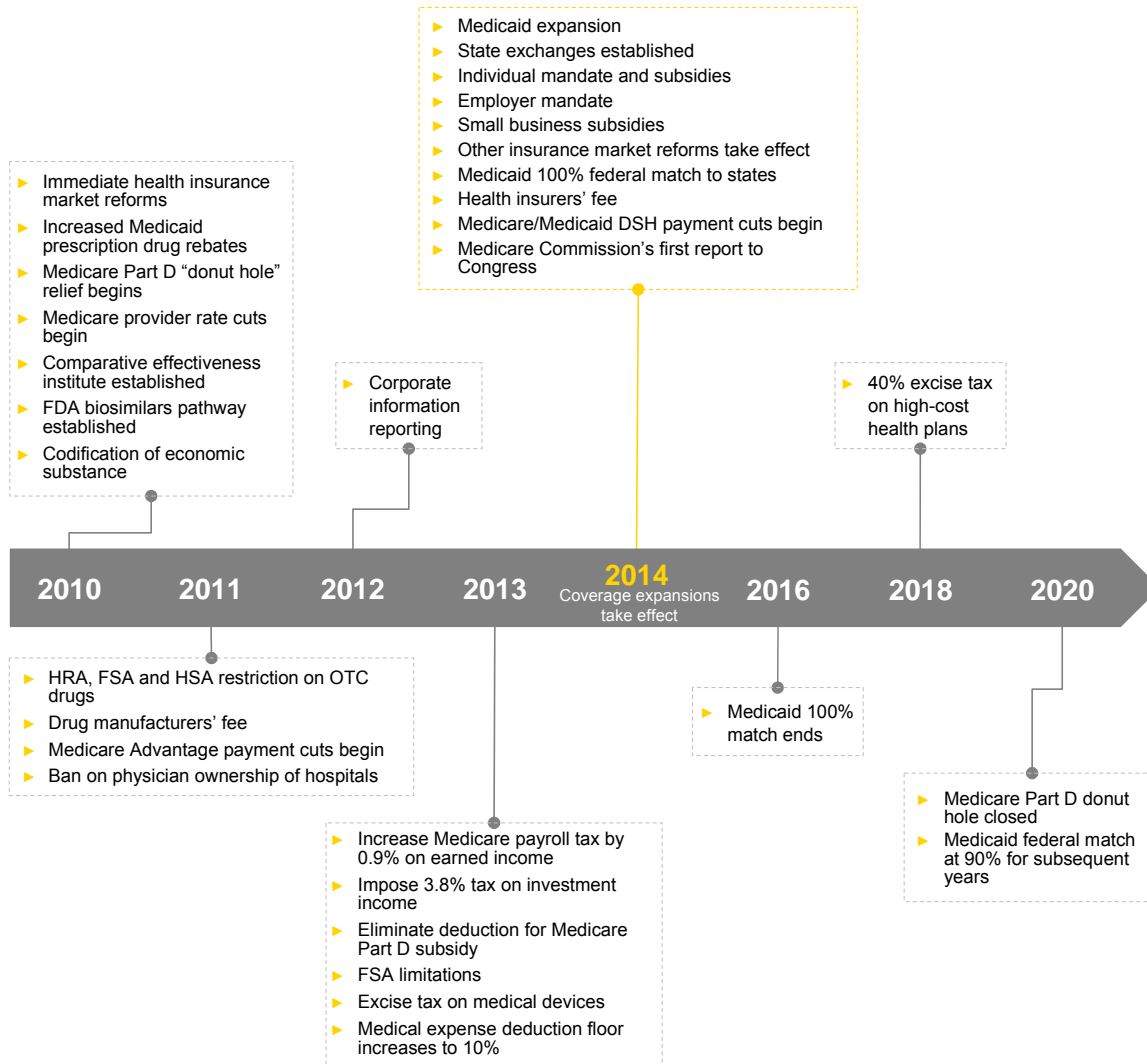 ► Medicaid expansion
► State exchanges established
► Individual mandate and subsidies
► Employer mandate
► Small business subsidies
► Other insurance market reforms take effect
► Medicaid 100% federal match to states
► Health insurers’ fee
► Medicare/Medicaid DSH payment cuts begin
► Medicare Commission’s first report to
Congress
► Immediate health insurance
market reforms
► Increased Medicaid
prescription drug rebates
► Medicare Part D “donut hole”
relief begins
► Medicare provider rate cuts
begin
► Comparative effectiveness
institute established
► FDA biosimilars pathway
established
► Codification of economic
substance
► Corporate
information
reporting
► 40% excise tax
on high-cost
health plans
2010 2011 2012 2013 2014 2016 2018 2020
Coverage expansions
take effect
► HRA, FSA and HSA restriction on OTC
drugs
► Drug manufacturers’ fee
► Medicare Advantage payment cuts begin
► Ban on physician ownership of hospitals
► Increase Medicare payroll tax by
0.9% on earned income
► Impose 3.8% tax on investment
income
► Eliminate deduction for Medicare
Part D subsidy
► FSA limitations
► Excise tax on medical devices
► Medical expense deduction floor
increases to 10%
► Medicaid 100%
match ends
► Medicare Part D donut
hole closed
► Medicaid federal match
at 90% for subsequent
years